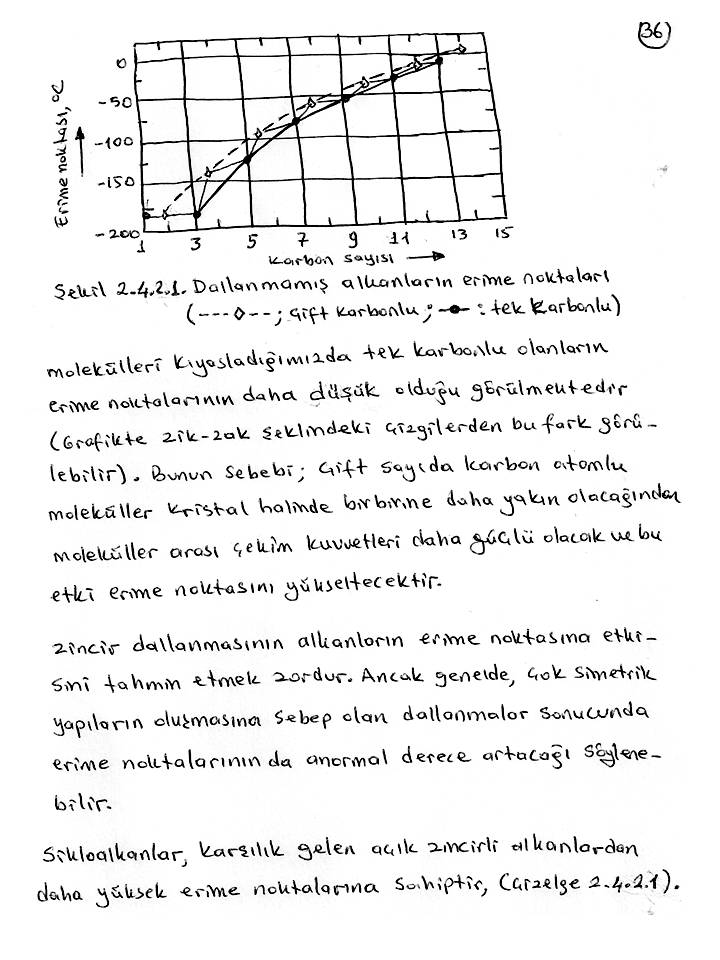 36
0
-50
-100
-150
-200
Erime noktası, °C
1 3 5 7 9 11 13 15
Karbon sayısı
Şekil 2.4.2.1. Dallanmamış alkanların erime noktaları
(---◊--; Çift karbonlu; -●- : tek karbonlu)
molekülleri kıyasladığımızda tek karbonlu olanların
erime noktalarının daha düşük olduğu görülmektedir
(Grafikte zik-zak şeklindeki çizgilerden bu fark görü-
lebilir). Bunun sebebi; Çift sayıda karbon atomlu
moleküller kristal halinde birbirine daha yakın olacağından
moleküller arası çekim kuvvetleri daha güçlü olacak ve bu
etki erime noktasını yükseltecektir.
Zincir dallanmasının alkanların erime noktasına etki-
sini tahmin etmek zordur. Ancak genelde, çok simetrik
yapıların oluşmasına sebep olan dallanmalar sonucunda
erime noktalarının da anormal derece artacağı söylene-
bilir.
Sikloalkanlar, karşılık gelen açık zincirli alkanlardan
daha yüksek erime noktalarına sahiptir, (Çizelge 2.4.2.1).